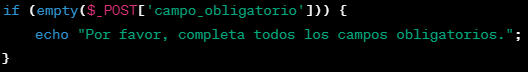 if (empty($_POST['campo_obligatorio'])) {
    echo "Por favor, completa todos los campos obligatorios.";
}